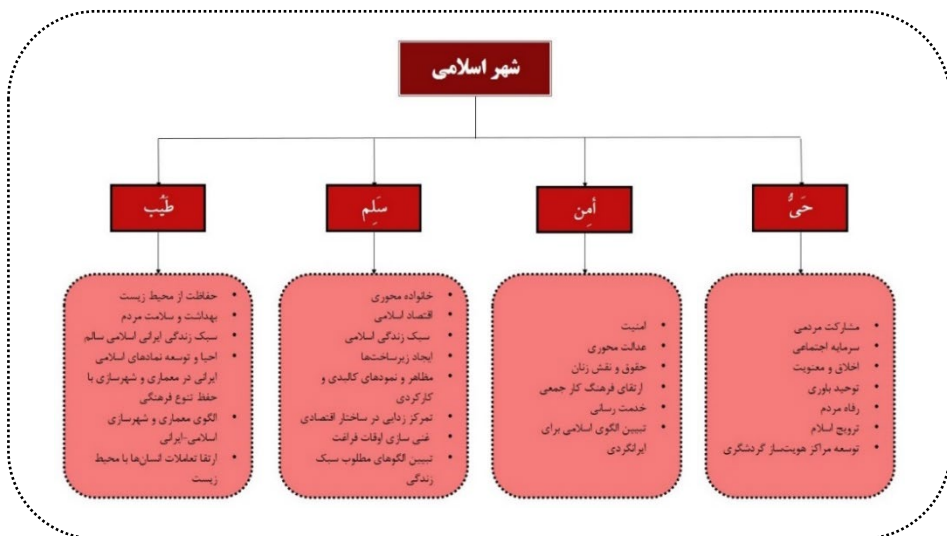 شهر اسلامی
حَیُّ
أمِن
سَلِم
طَیِّب
• مشارکت مردمی
• سرمایه اجتماعی
• اخلاق و معنویت
• توحید باوری
• رفاه مردم
• ترویج اسلام
• توسعه مراکز هویت‌ساز گردشگری
• امنیت
• عدالت محوری
• حقوق و نقش زنان
• ارتقای فرهنگ کار جمعی
• خدمت رسانی
• تبیین الگوی اسلامی برای
ایرانگردی
• خانواده محوری
• اقتصاد اسلامی
• سبک زندگی اسلامی
• ایجاد زیرساخت‌ها
• مظاهر و نمودهای کالبدی و
کارکردی
• تمرکز زدایی در ساختار اقتصادی
• غنی سازی اوقات فراغت
• تبیین الگوهای مطلوب سبک
زندگی
• حفاظت از محیط زیست
• بهداشت و سلامت مردم
• سبک زندگی ایرانی اسلامی سالم
• احیا و توسعه نمادهای اسلامی
ایرانی در معماری و شهرسازی با
حفظ تنوع فرهنگی
• الگوی معماری و شهرسازی
اسلامی-ایرانی
• ارتقا تعاملات انسان‌ها با محیط
زیست